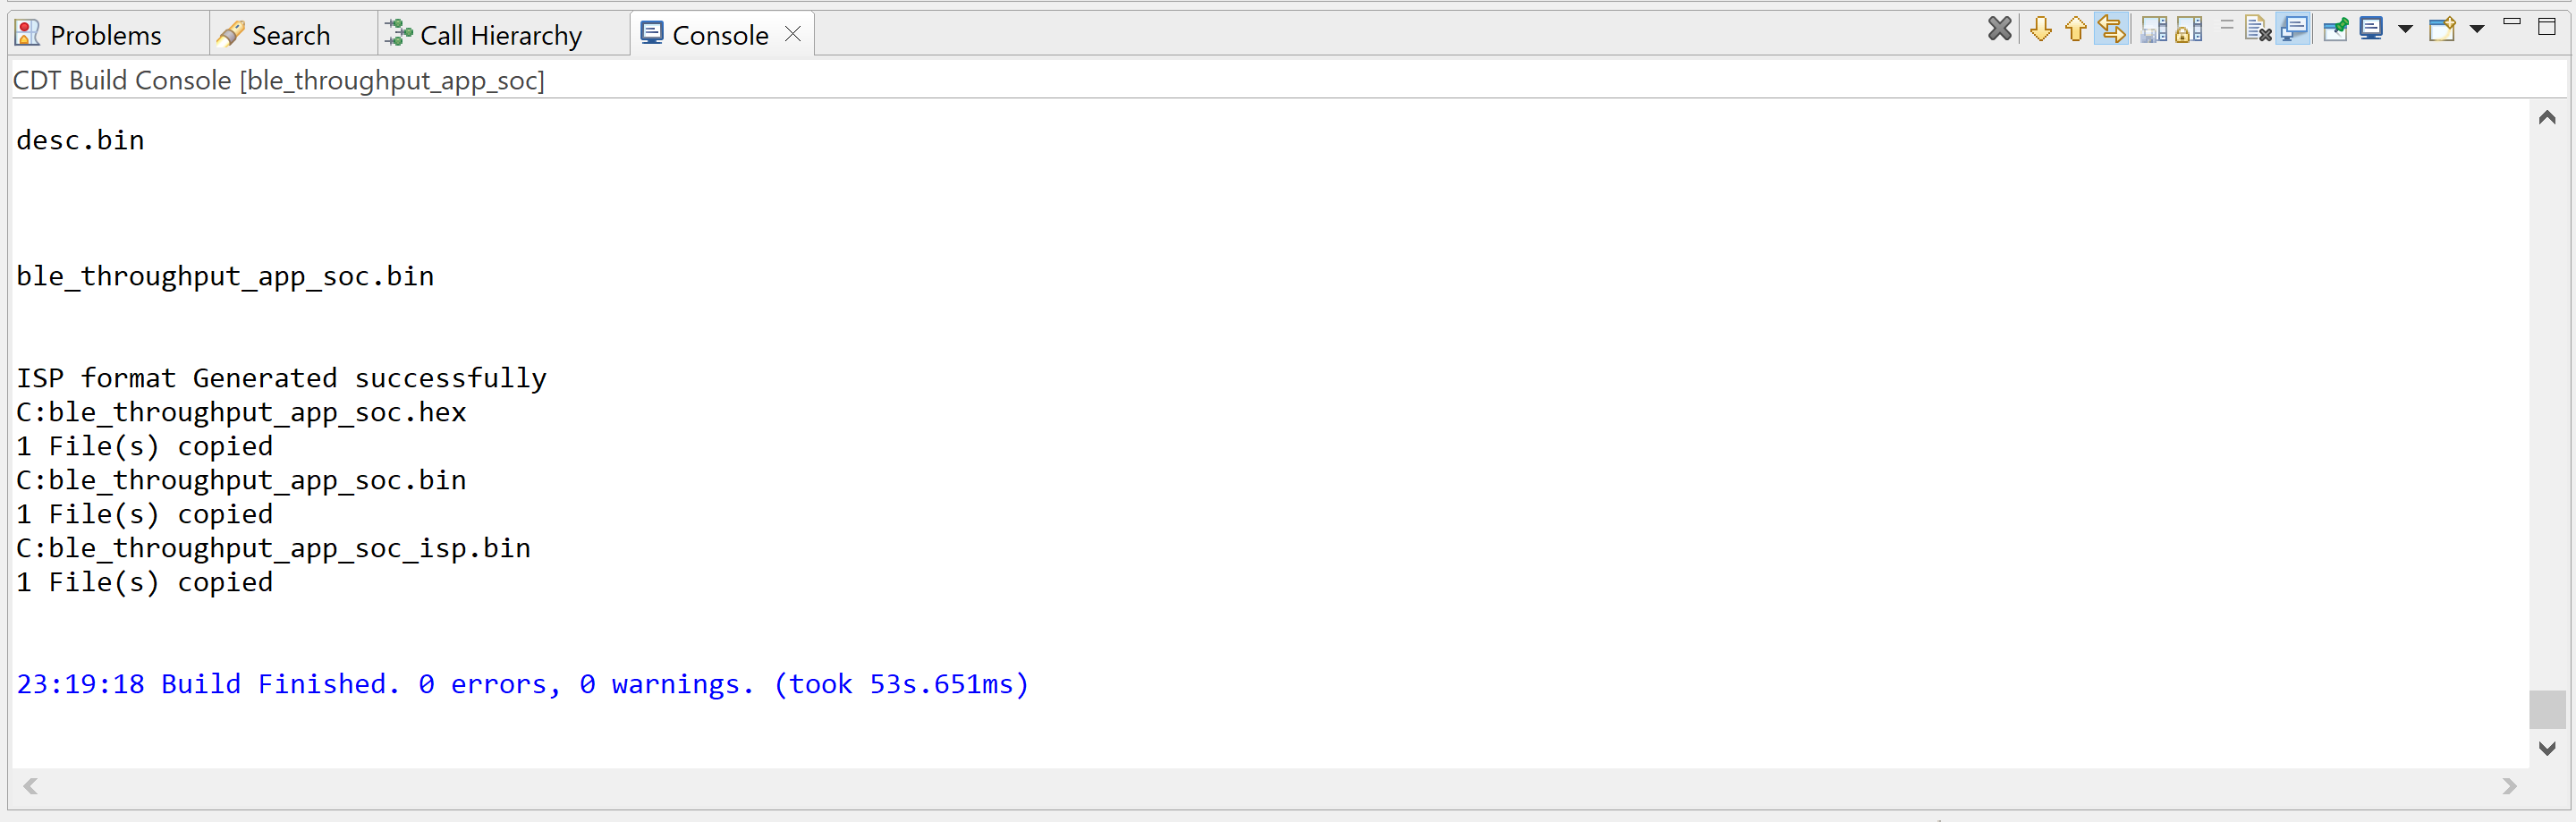 Problems Search Call Hierarchy Console
CDT Build Console [ble_throughput_app_soc]
desc.bin
ble_throughput_app_soc.bin
ISP format Generated successfully
C:ble_throughput_app_soc.hex
1 File(s) copied
C:ble_throughput_app_soc.bin
1 File(s) copied
C:ble_throughput_app_soc_isp.bin
1 File(s) copied
23:19:18 Build Finished. 0 errors, 0 warnings. (took 53s.651ms)